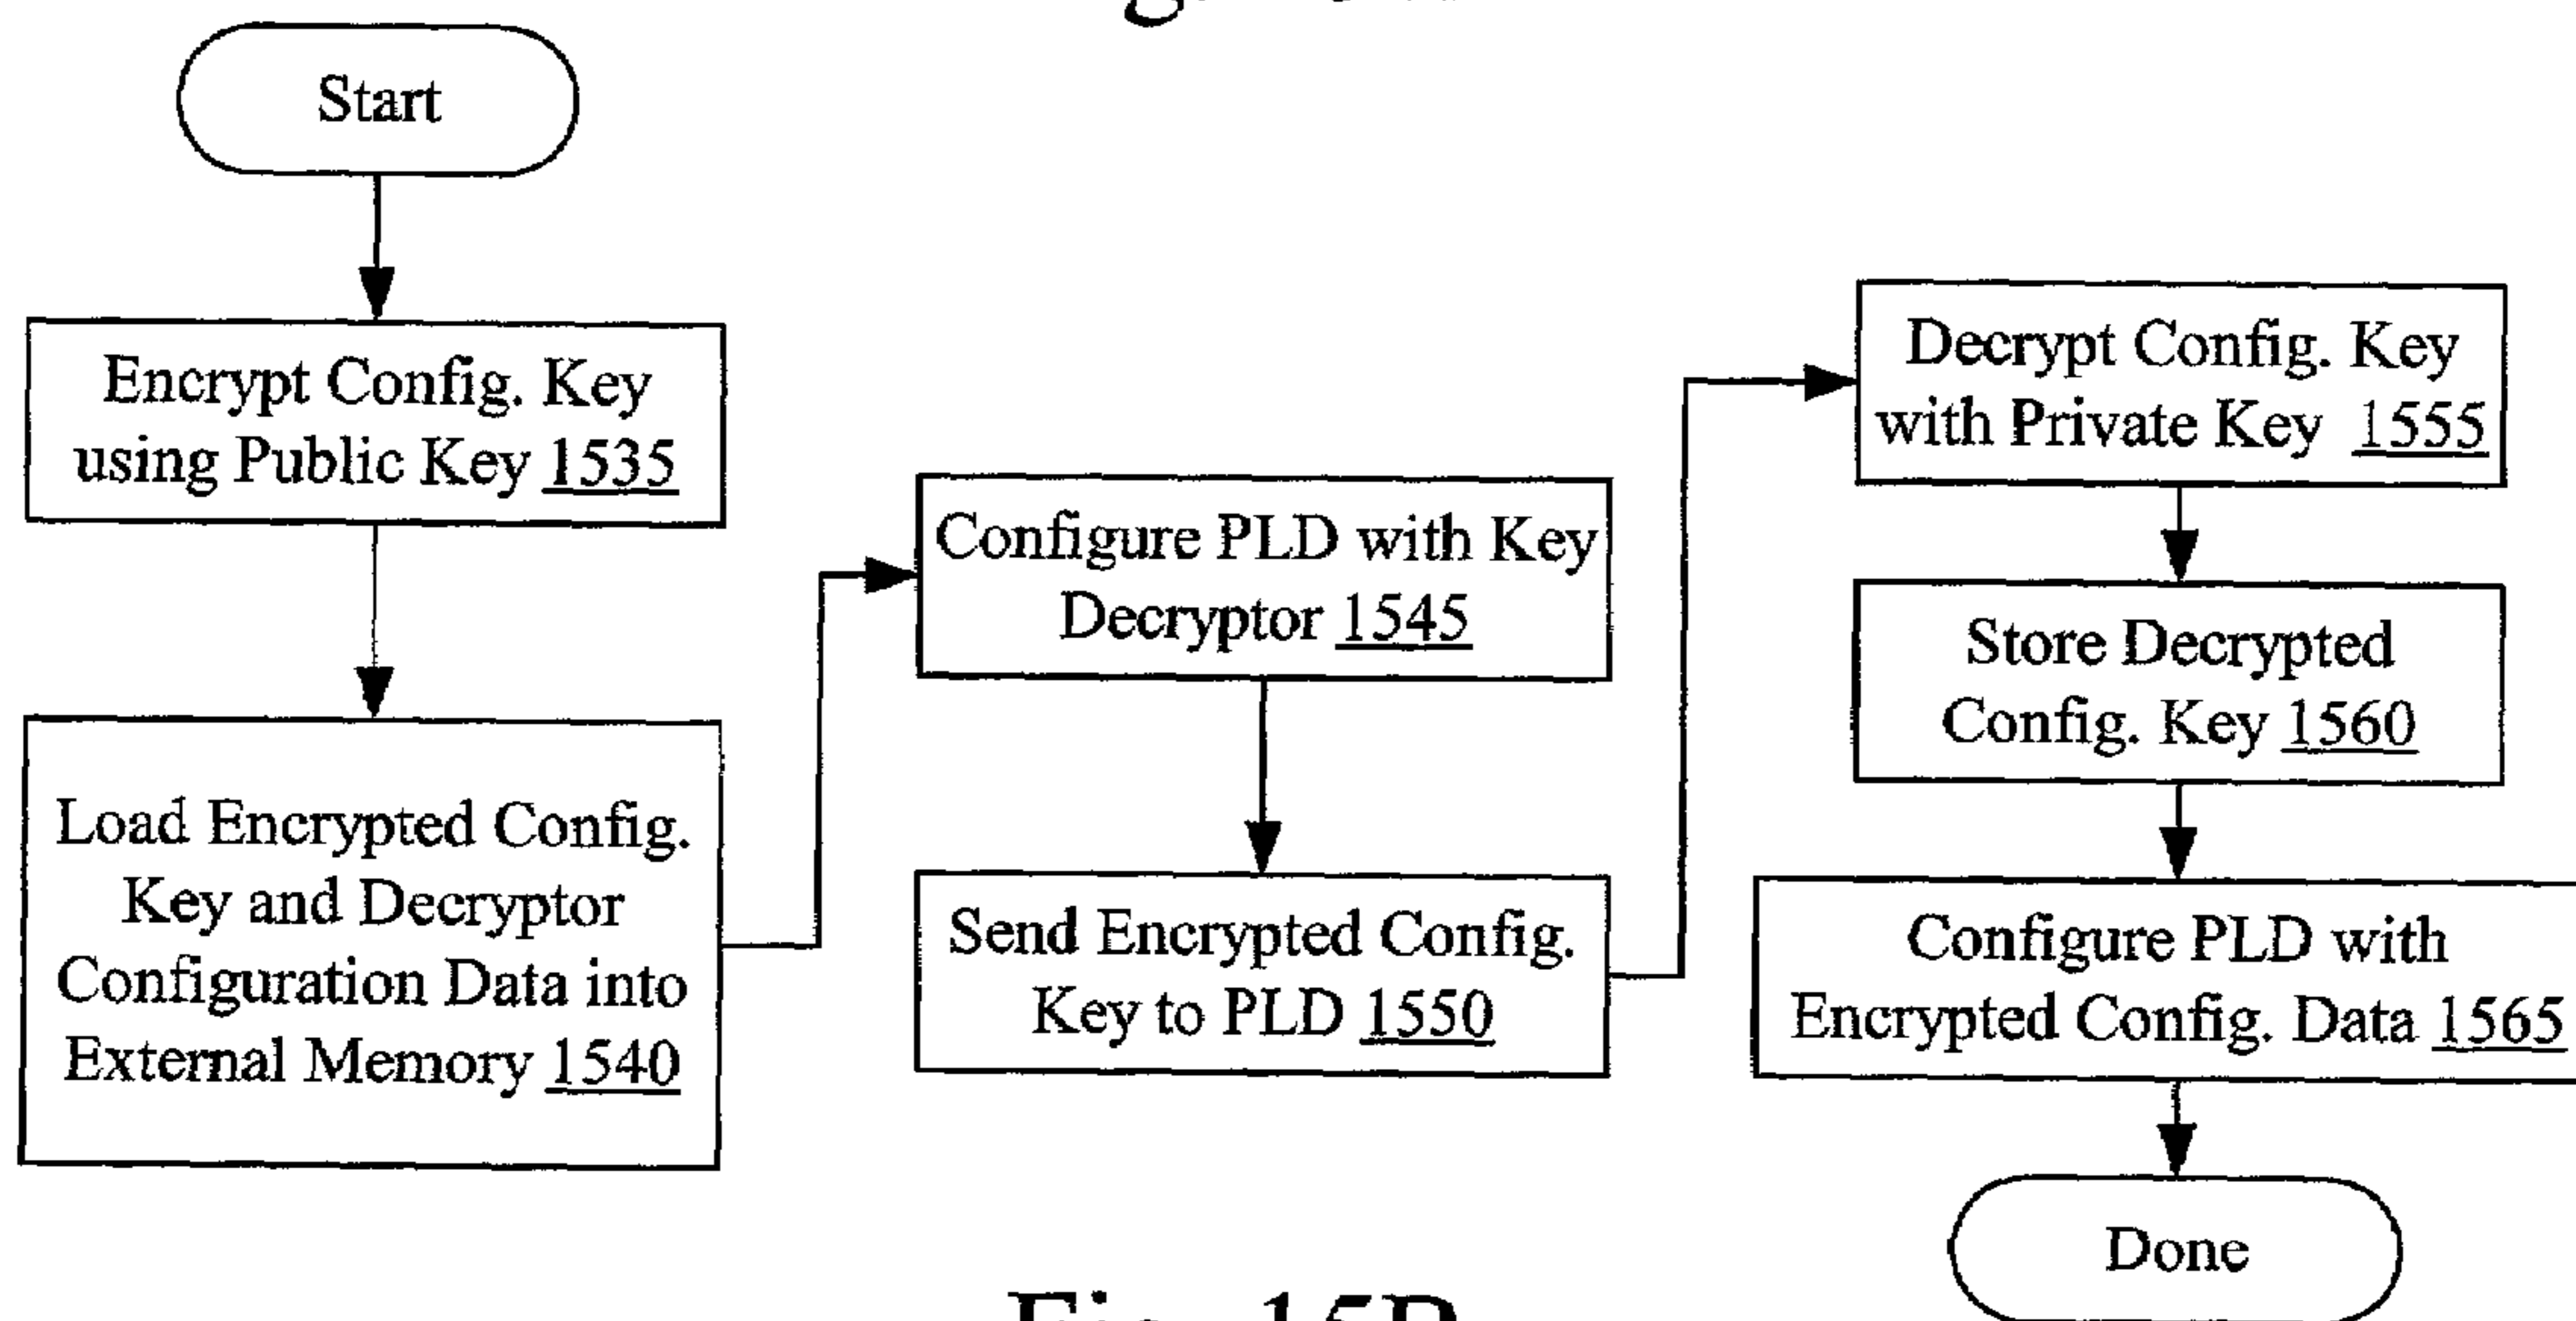 Start
Encrypt Config. Key
using Public Key 1535
Load Encrypted Config.
Key and Decryptor
Configuration Data into
External Memory 1540
Configure PLD with Key
Decryptor 1545
Send Encrypted Config.
Key to PLD 1550
Decrypt Config. Key
with Private Key 1555
Store Decrypted
Config. Key 1560
Configure PLD with
Encrypted Config. Data 1565
Done